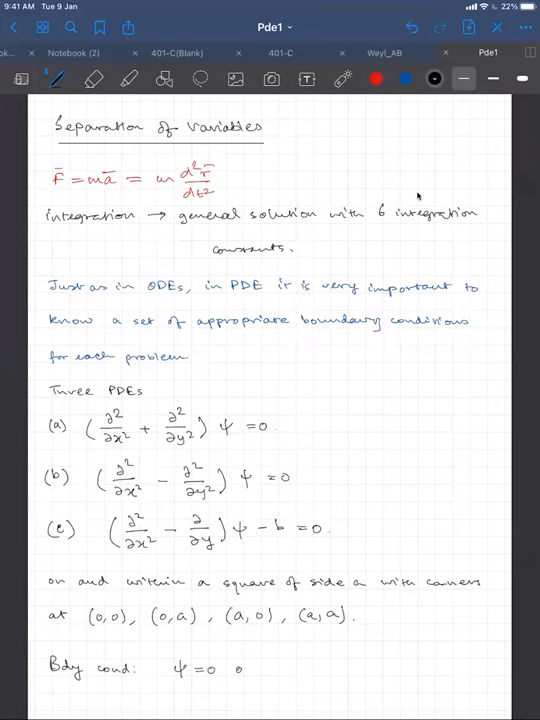 9:41 AM Tue 9 Jan
22%
Pde1
ok...
Notebook (2)
401-C(Blank)
401-C
Weyl_AB
Pde1
Separation of variables
F̄ = mā = m d²r̄/dt²
integration → general solution with 6 integration
constants.
Just as in ODEs, in PDE it is very important to
know a set of appropriate boundary conditions
for each problem
Three PDEs
(a) (∂²/∂x² + ∂²/∂y²) ψ = 0
(b) (∂²/∂x² − ∂²/∂y²) ψ = 0
(c) (∂²/∂x² − ∂/∂y) ψ − b = 0.
on and within a square of side a with corners
at (0,0), (0,a), (a,0), (a,a).
Bdy cond: ψ = 0 o